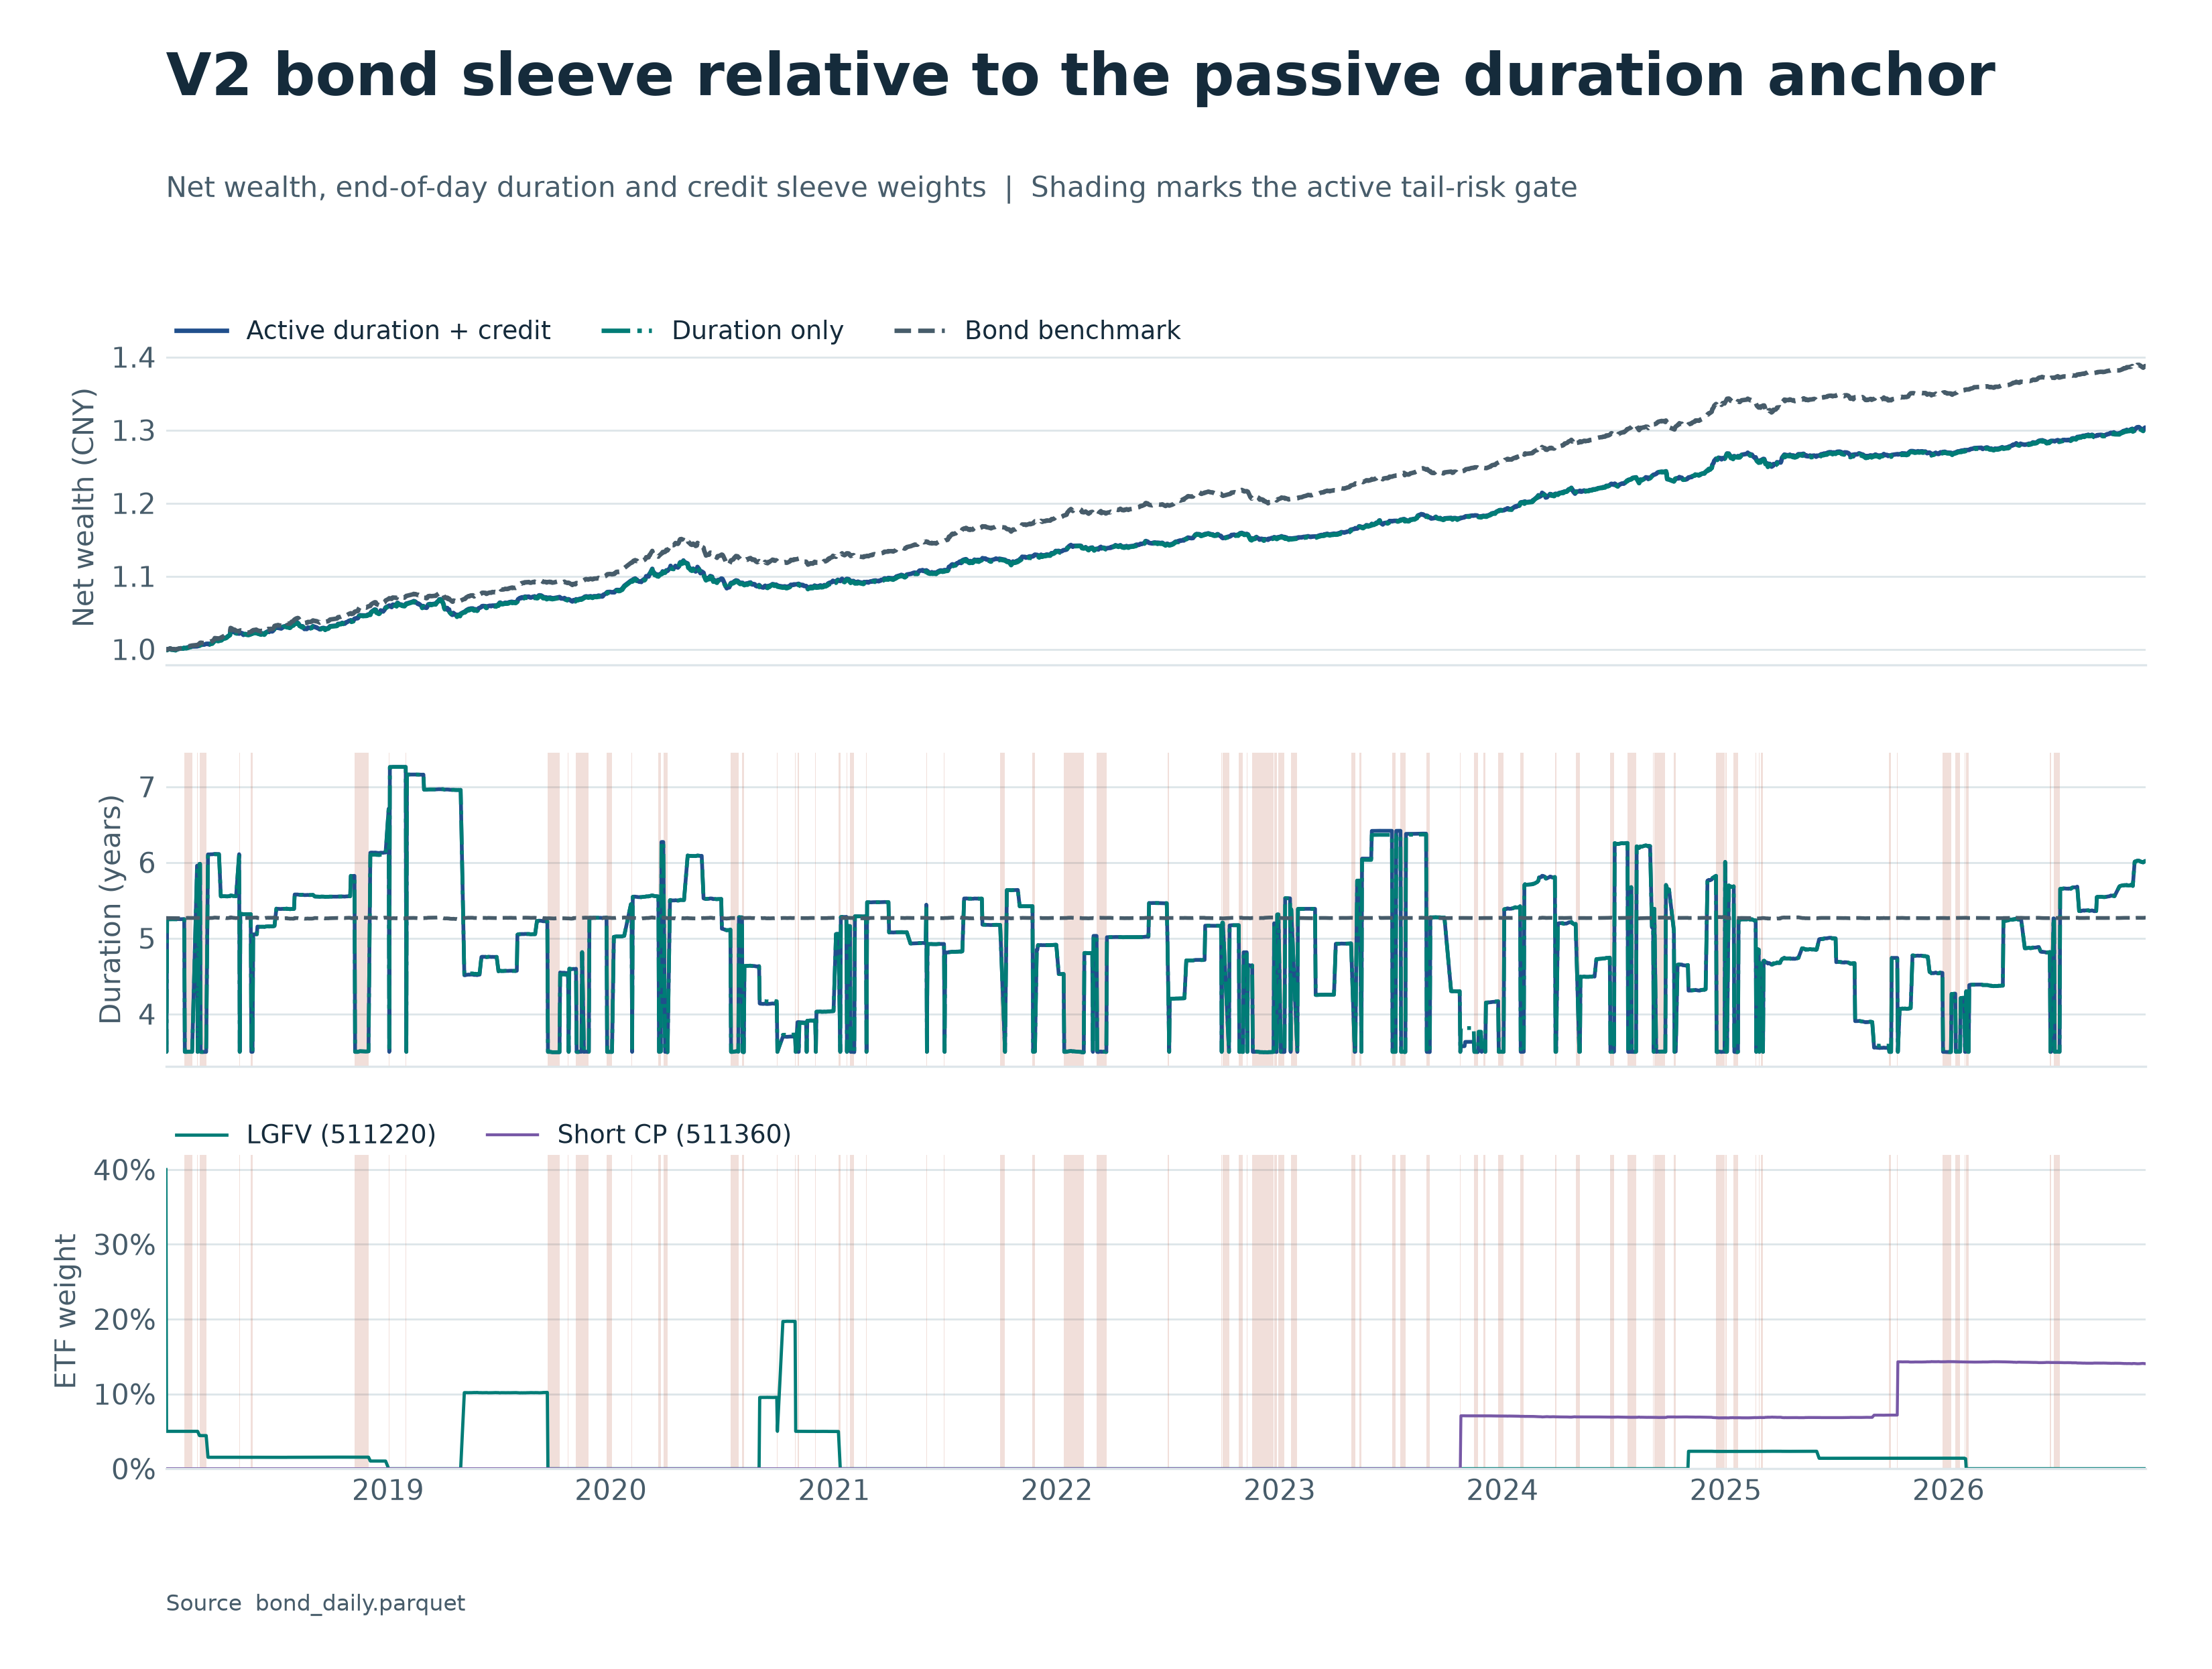 V2 bond sleeve relative to the passive duration anchor
Net wealth, end-of-day duration and credit sleeve weights | Shading marks the active tail-risk gate
Active duration + credit
Duration only
Bond benchmark
Net wealth (CNY)
1.4
1.3
1.2
1.1
1.0
Duration (years)
7
6
5
4
LGFV (511220)
Short CP (511360)
ETF weight
40%
30%
20%
10%
0%
2019
2020
2021
2022
2023
2024
2025
2026
Source bond_daily.parquet